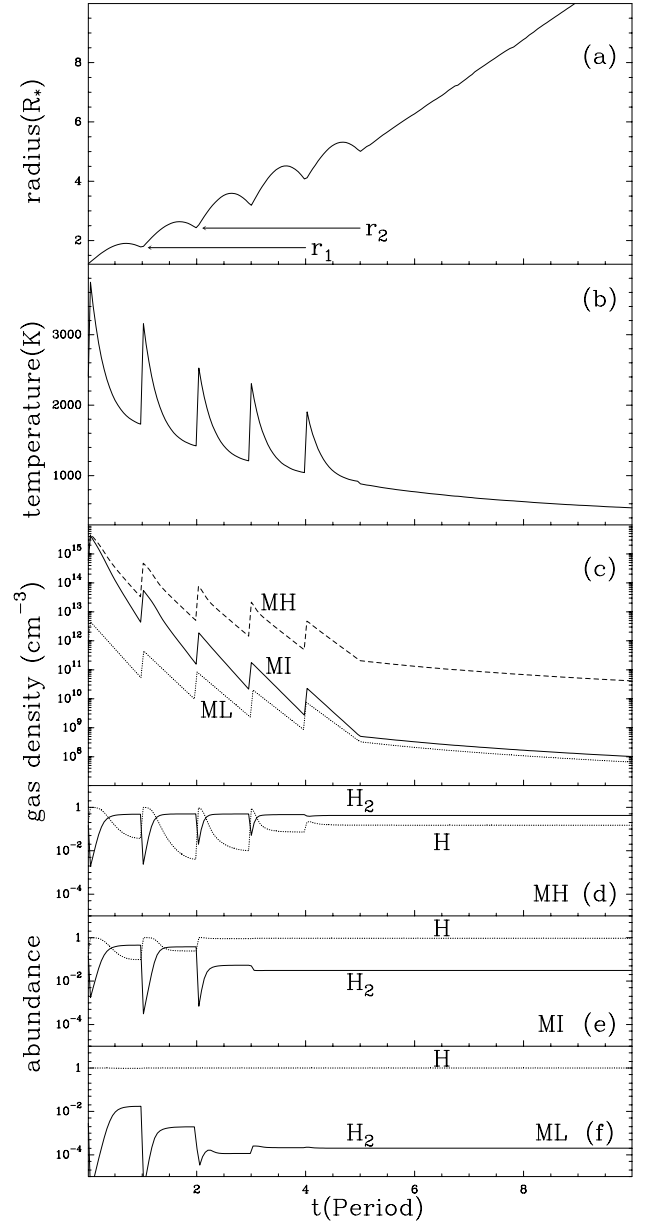 (a)
radius(R*)
8
6
4
2
r2
r1
(b)
temperature(K)
3000
2000
1000
(c)
gas density (cm−3)
10^15
10^14
10^13
10^12
10^11
10^10
10^9
10^8
MH
MI
ML
H2
H
1
10^−2
10^−4
MH (d)
abundance
H
H2
1
10^−2
10^−4
MI (e)
H
H2
1
10^−2
10^−4
ML (f)
2 4 6 8
t(Period)